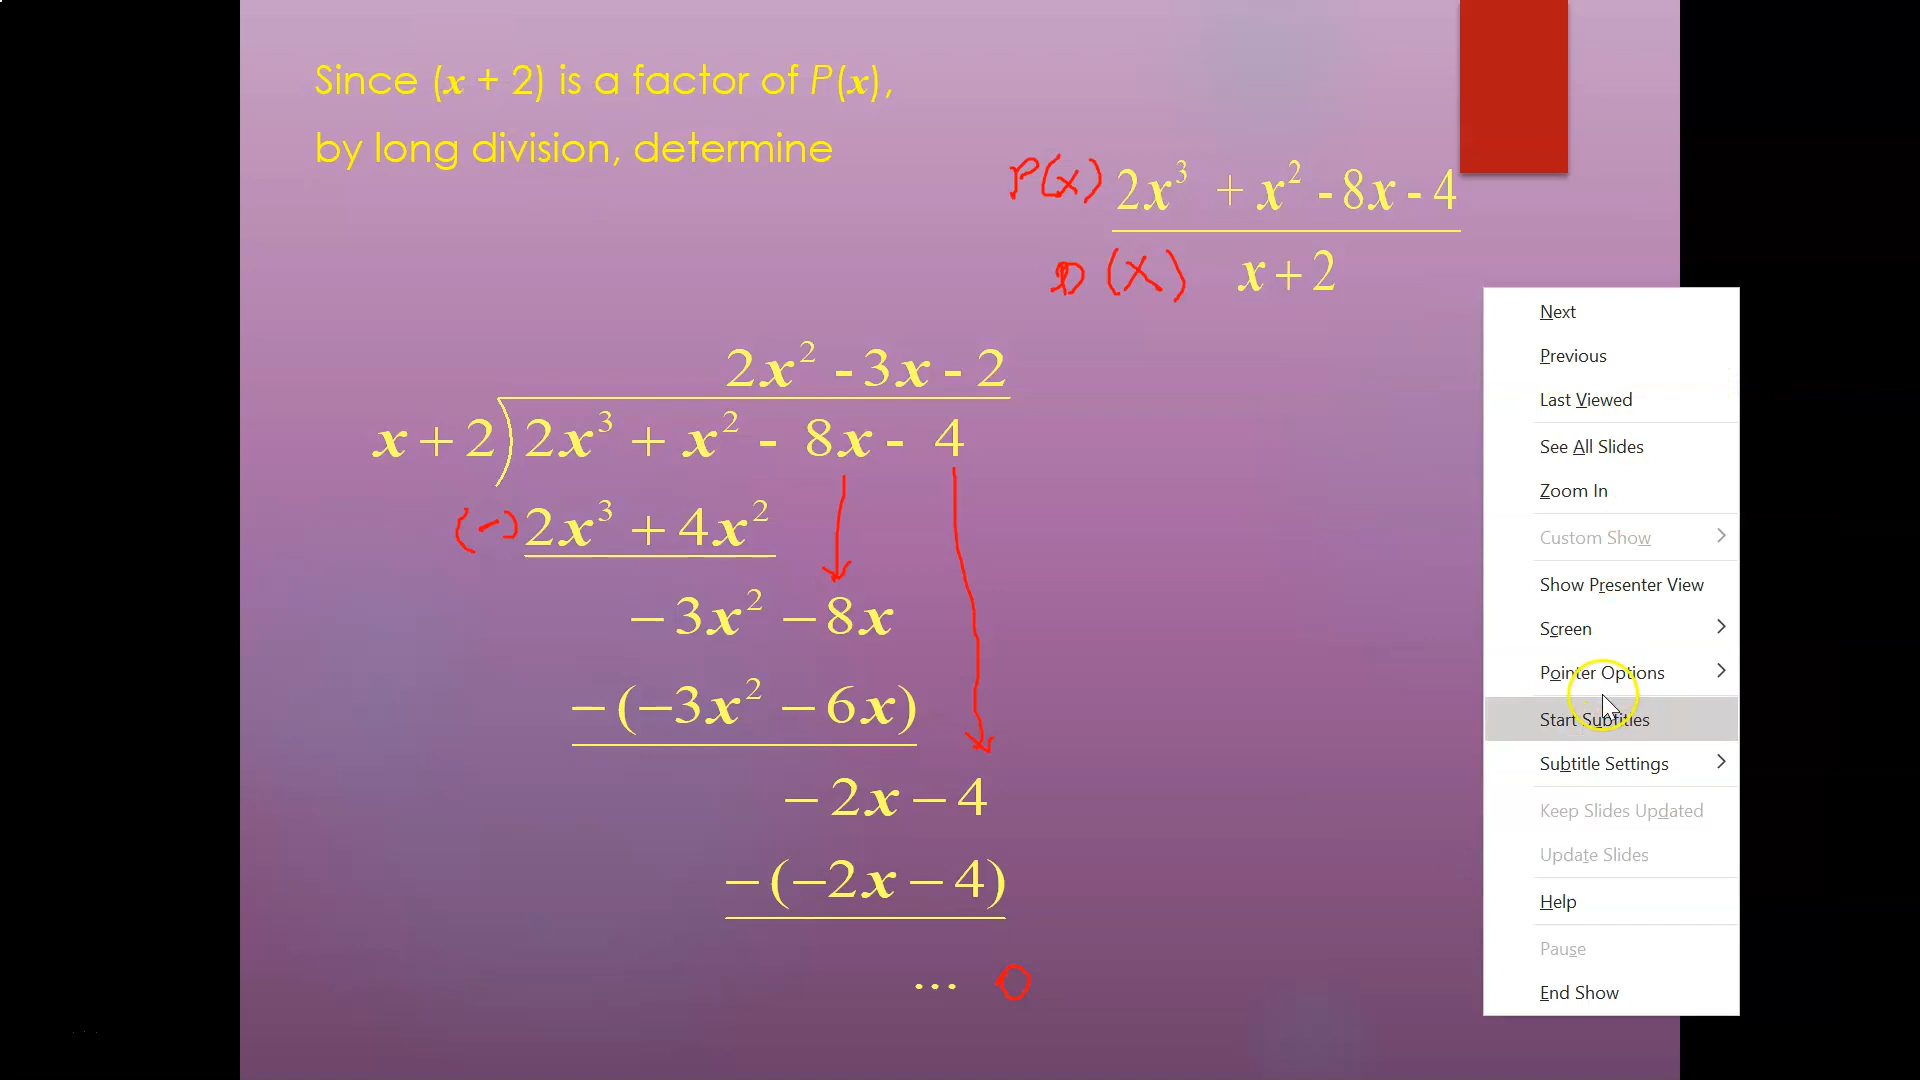 Since (x + 2) is a factor of P(x),
by long division, determine
P(x) 2x³ + x² - 8x - 4
D(x) x + 2
2x² - 3x - 2
x + 2 ) 2x³ + x² - 8x - 4
(-) 2x³ + 4x²
− 3x² − 8x
− (−3x² − 6x)
− 2x − 4
− (−2x − 4)
... 0
Next
Previous
Last Viewed
See All Slides
Zoom In
Custom Show
Show Presenter View
Screen
Pointer Options
Start Subtitles
Subtitle Settings
Keep Slides Updated
Update Slides
Help
Pause
End Show